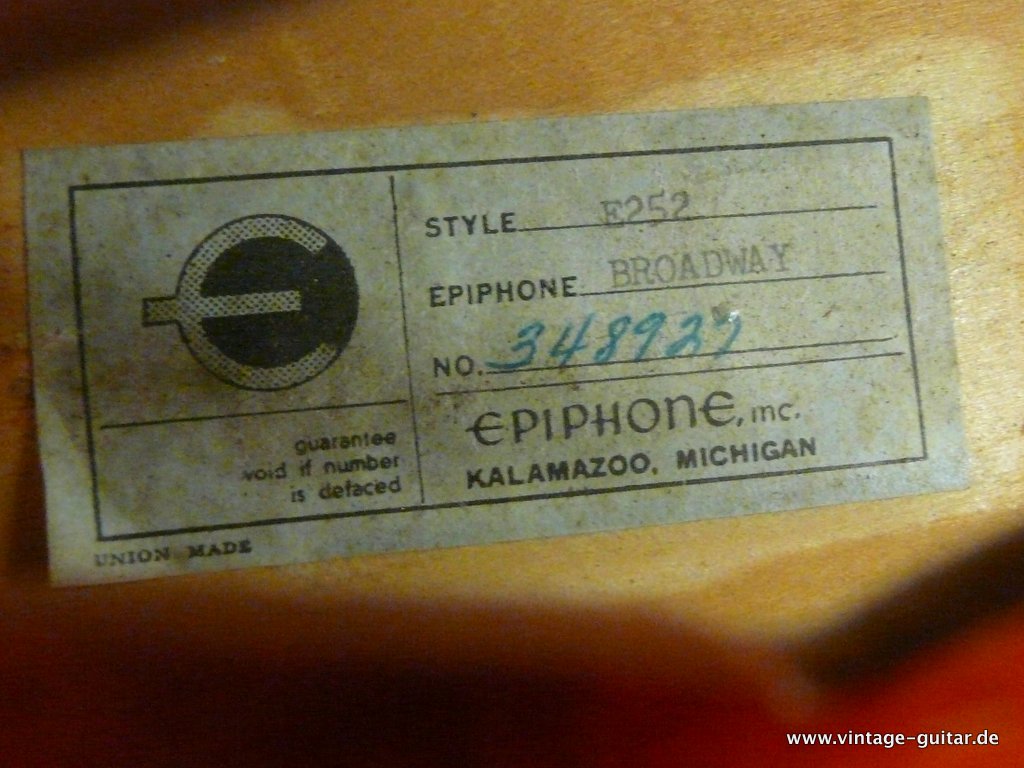 STYLE E252
EPIPHONE BROADWAY
NO. 348927
EPIPHONE, inc.
KALAMAZOO, MICHIGAN
guarantee
void if number
is defaced
UNION MADE
www.vintage-guitar.de